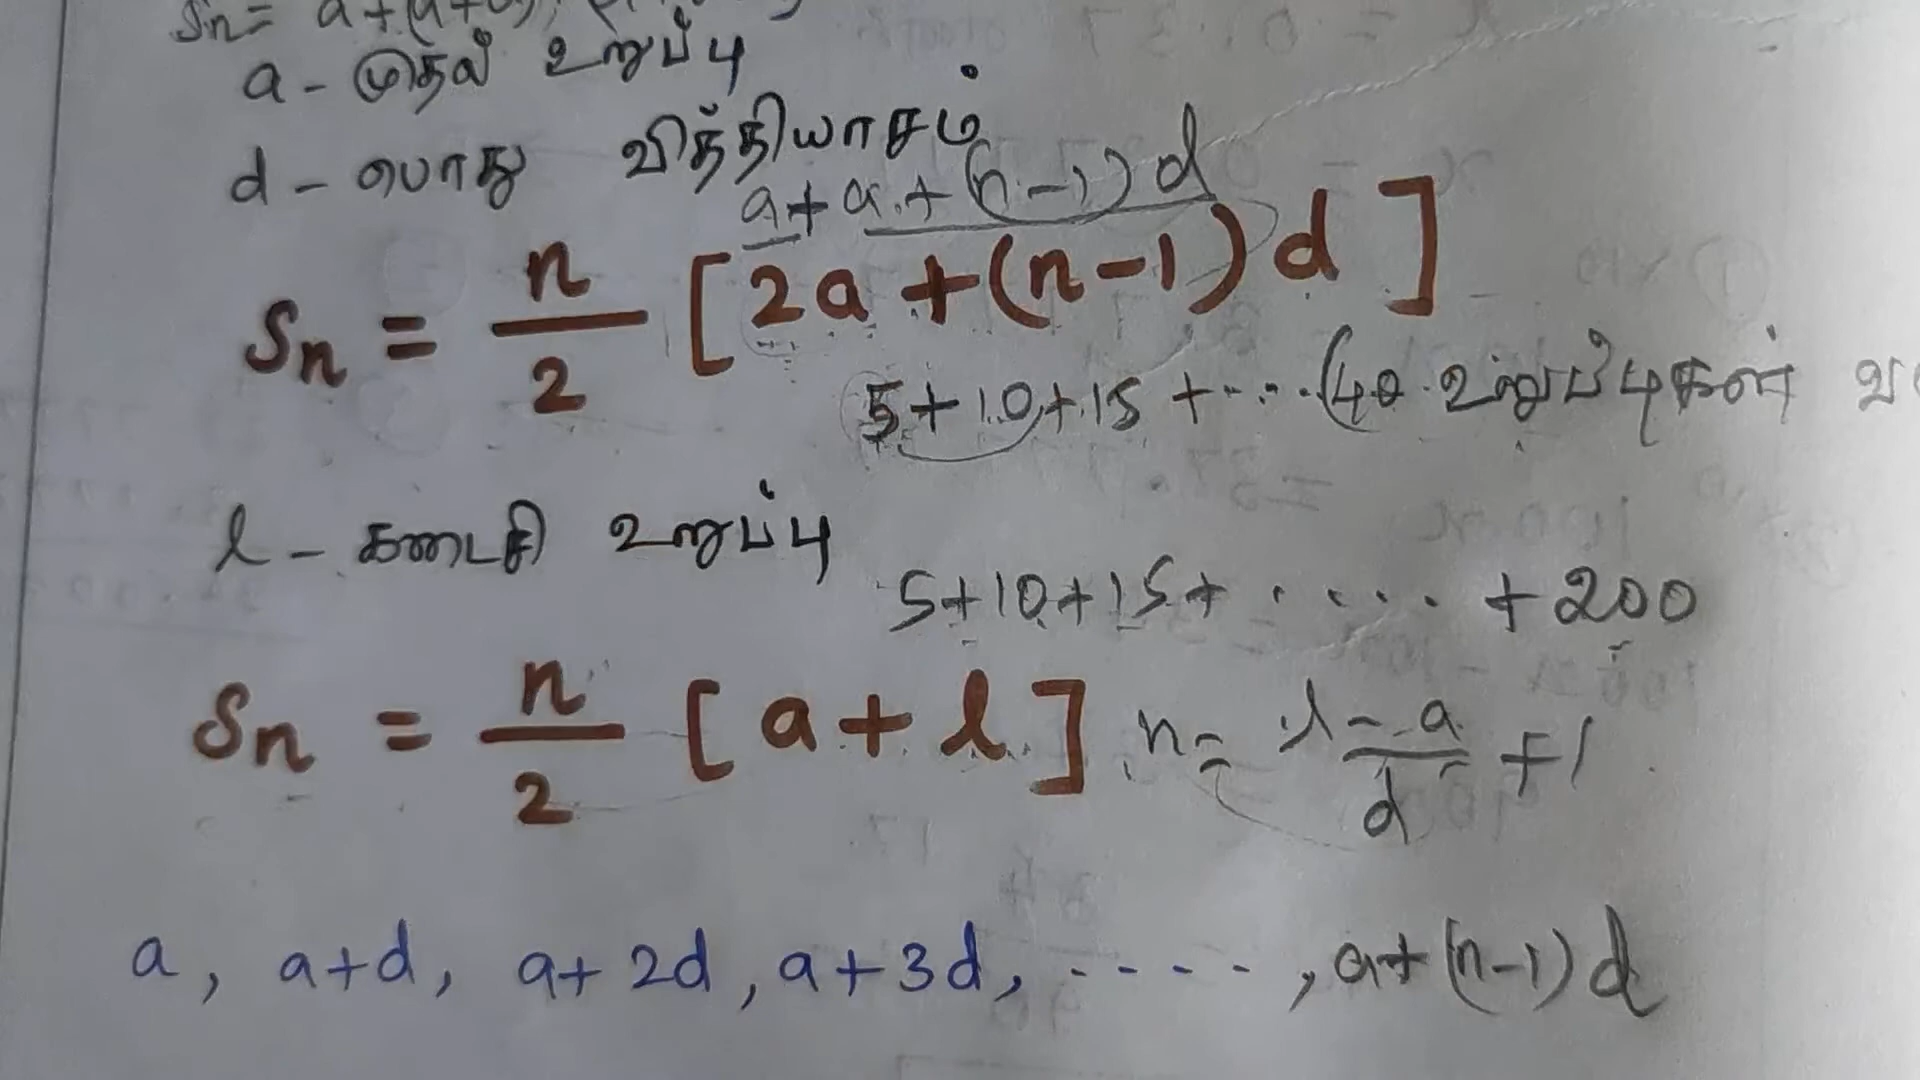 Sn = a+(a+d)
a - முதல் உறுப்பு
d - பொது வித்தியாசம்
a + a + (n-1) d
Sn = n/2 [2a + (n-1) d]
5+10+15 +.....(40 உறுப்புகள்
l - கடைசி உறுப்பு
5+10+15+ ..... +200
Sn = n/2 [a + l] n = l-a/d +1
a, a+d, a+2d, a+3d, ----, a+(n-1)d